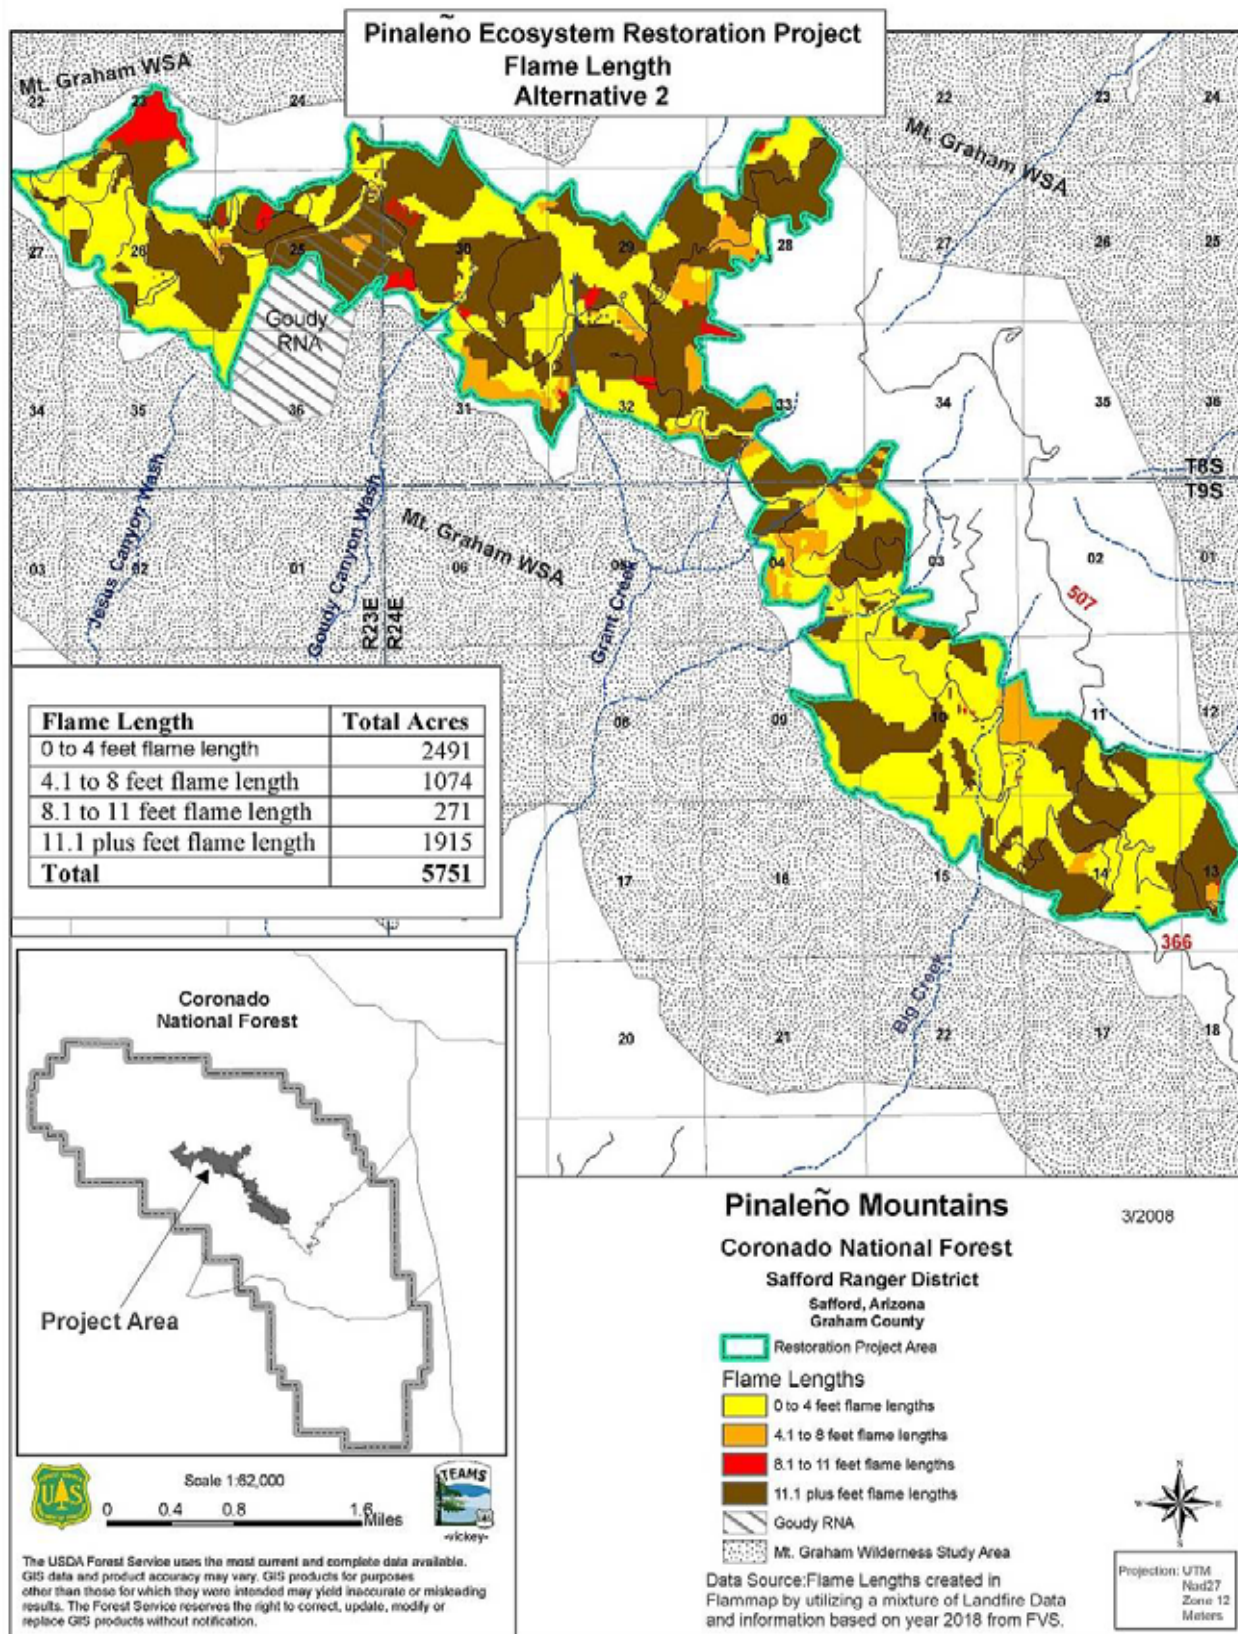 Pinaleño Ecosystem Restoration Project
Flame Length
Alternative 2
Mt. Graham WSA
22
23
24
22
23
24
Mt. Graham WSA
27
26
25
30
29
28
27
26
25
Goudy
RNA
34
35
36
31
32
33
34
35
36
T8S
T9S
Jesus Canyon Wash
Goudy Canyon Wash
Mt. Graham WSA
Grant Creek
03
02
01
06
05
04
03
02
01
R23E
R24E
507
08
09
10
11
12
Flame Length Total Acres
0 to 4 feet flame length 2491
4.1 to 8 feet flame length 1074
8.1 to 11 feet flame length 271
11.1 plus feet flame length 1915
Total 5751
17
16
15
14
13
366
Big Creek
20
21
22
17
18
Coronado
National Forest
Project Area
Scale 1:62,000
0 0.4 0.8 1.6 Miles
UAS
TEAMS
-vickey-
The USDA Forest Service uses the most current and complete data available.
GIS data and product accuracy may vary. GIS products for purposes
other than those for which they were intended may yield inaccurate or misleading
results. The Forest Service reserves the right to correct, update, modify or
replace GIS products without notification.
Pinaleño Mountains
3/2008
Coronado National Forest
Safford Ranger District
Safford, Arizona
Graham County
Restoration Project Area
Flame Lengths
0 to 4 feet flame lengths
4.1 to 8 feet flame lengths
8.1 to 11 feet flame lengths
11.1 plus feet flame lengths
Goudy RNA
Mt. Graham Wilderness Study Area
Data Source:Flame Lengths created in
Flammap by utilizing a mixture of Landfire Data
and information based on year 2018 from FVS.
N
W
E
S
Projection: UTM
Nad27
Zone 12
Meters